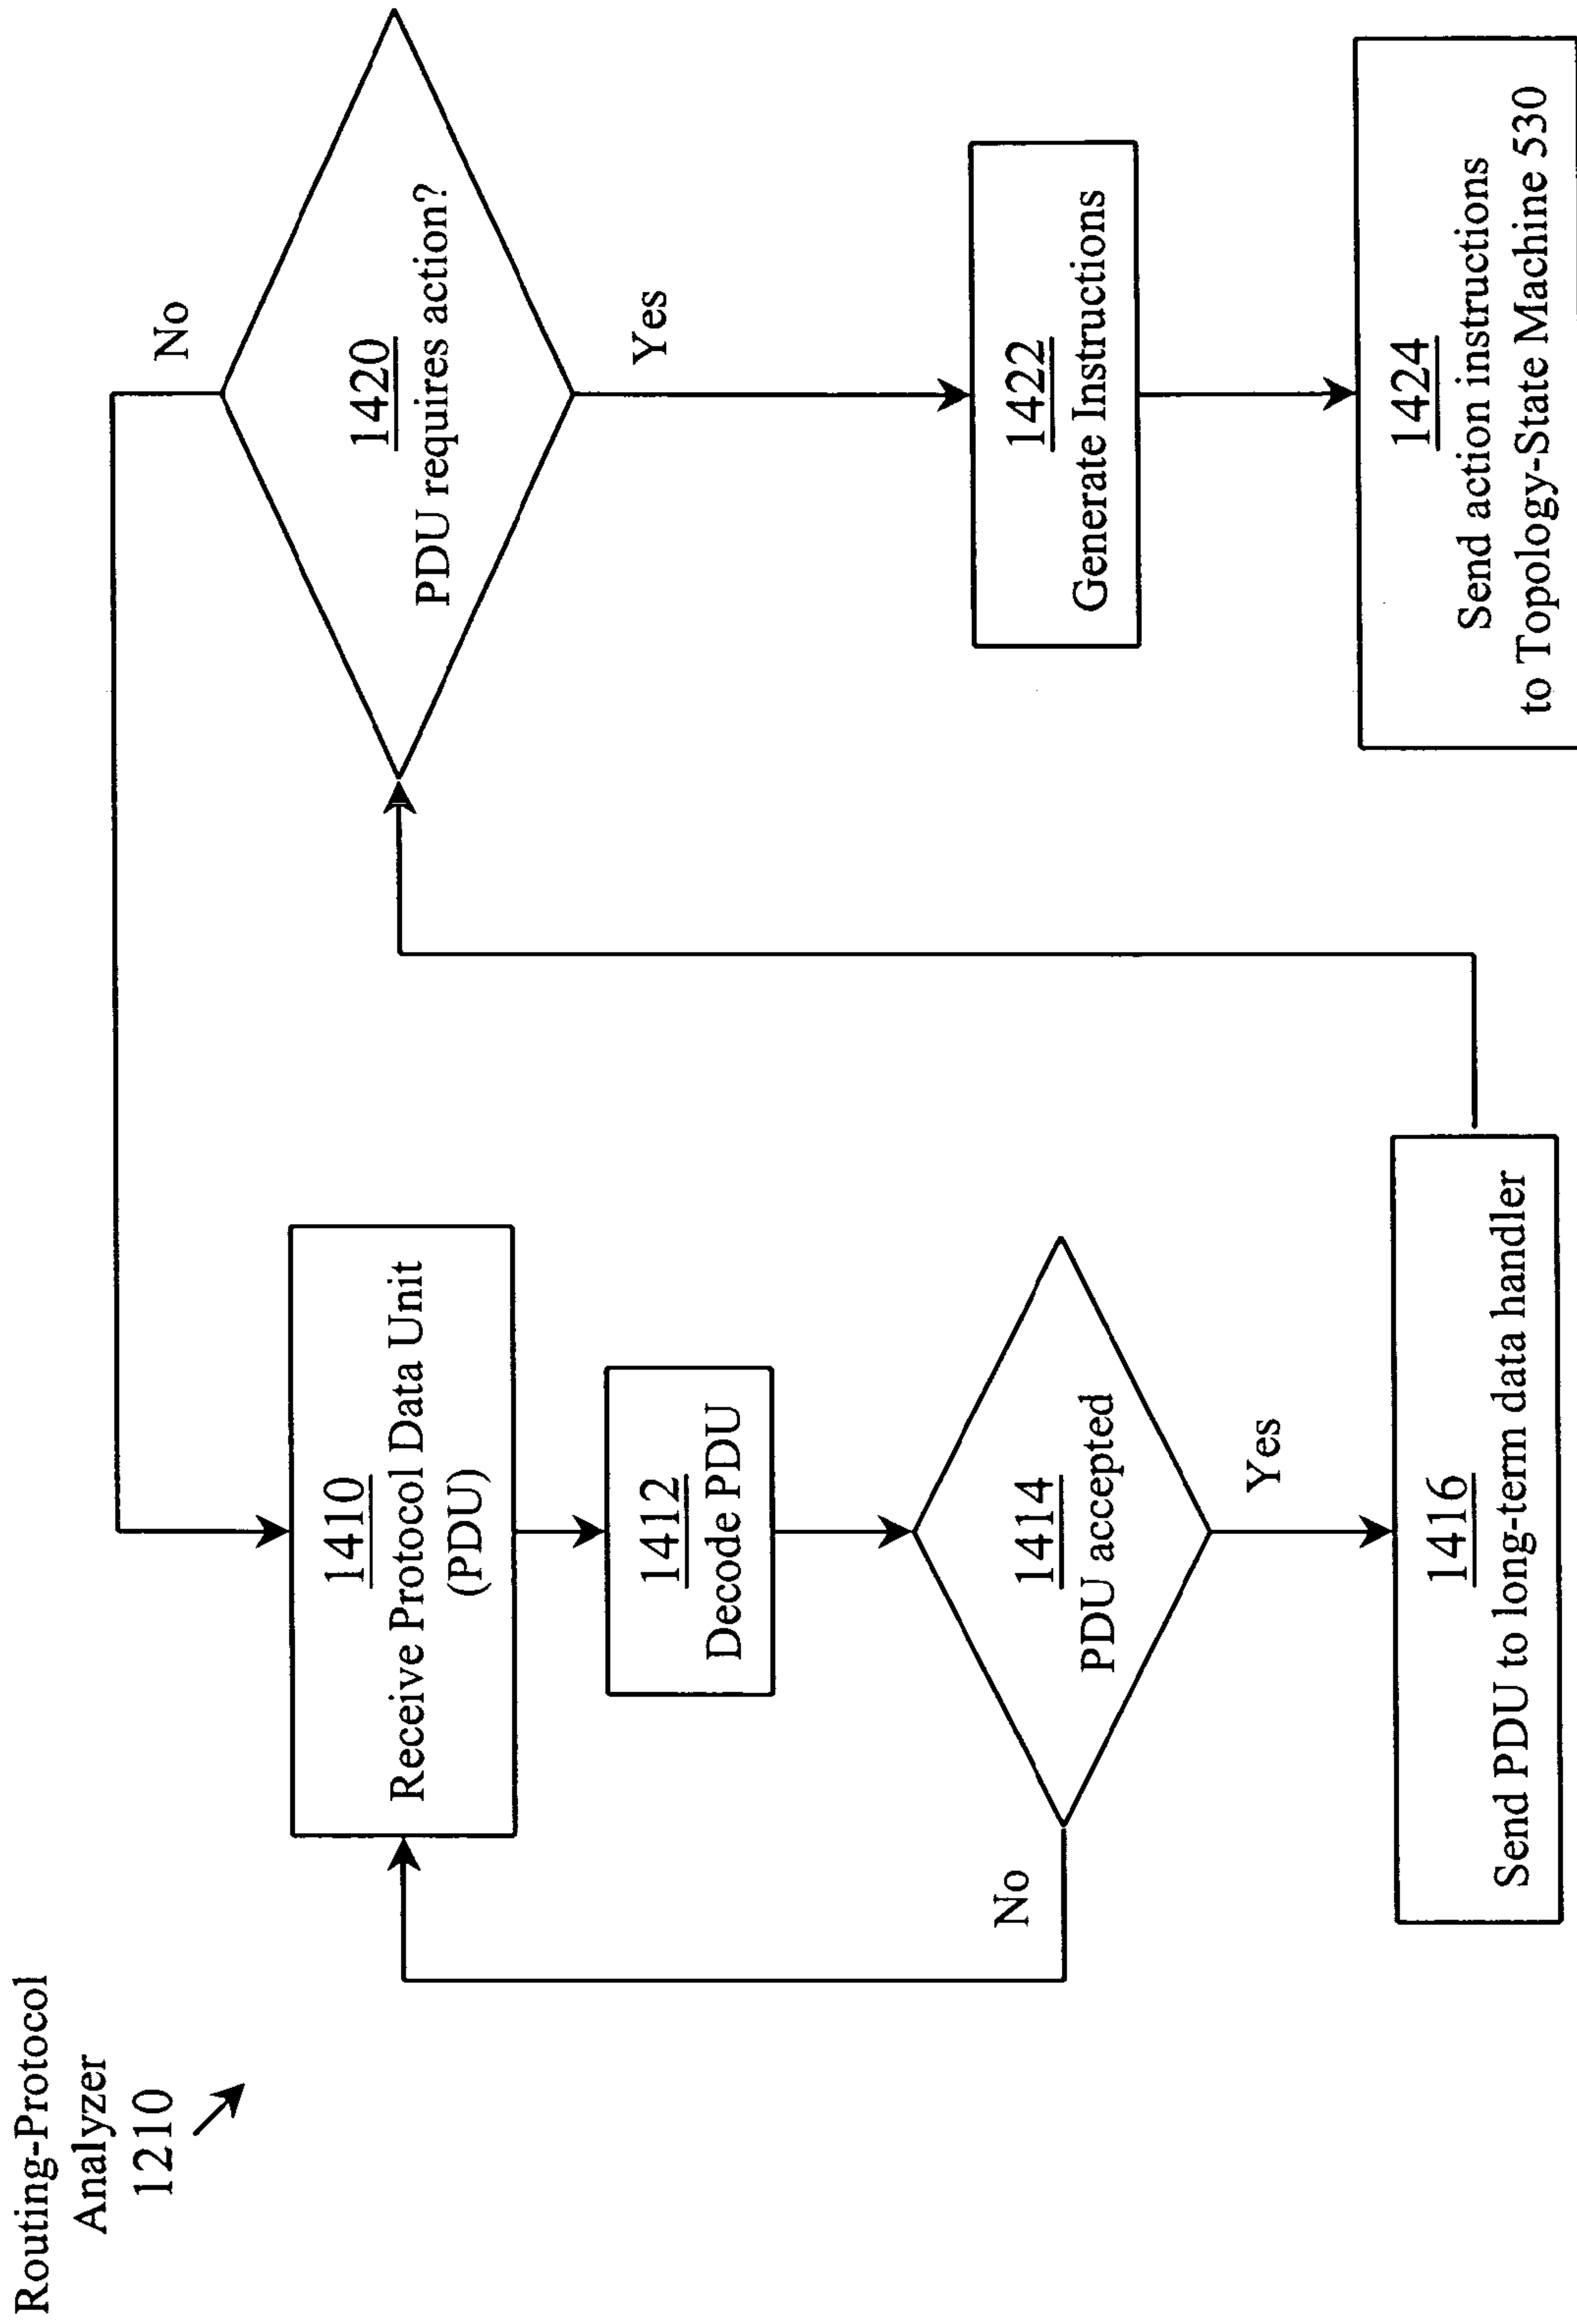 Routing-Protocol
Analyzer
1210
1410
Receive Protocol Data Unit
(PDU)
1412
Decode PDU
1414
PDU accepted
No
Yes
1416
Send PDU to long-term data handler
1420
PDU requires action?
No
Yes
1422
Generate Instructions
1424
Send action instructions
to Topology-State Machine 530